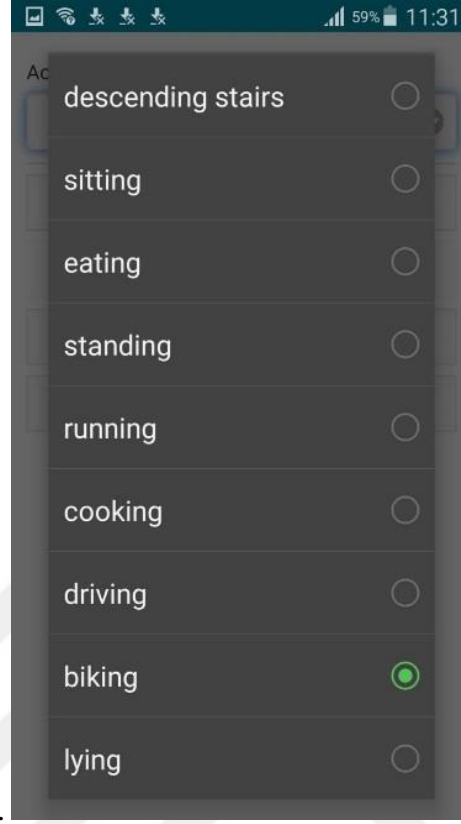 59% 11:31
Ac
descending stairs
sitting
eating
standing
running
cooking
driving
biking
lying